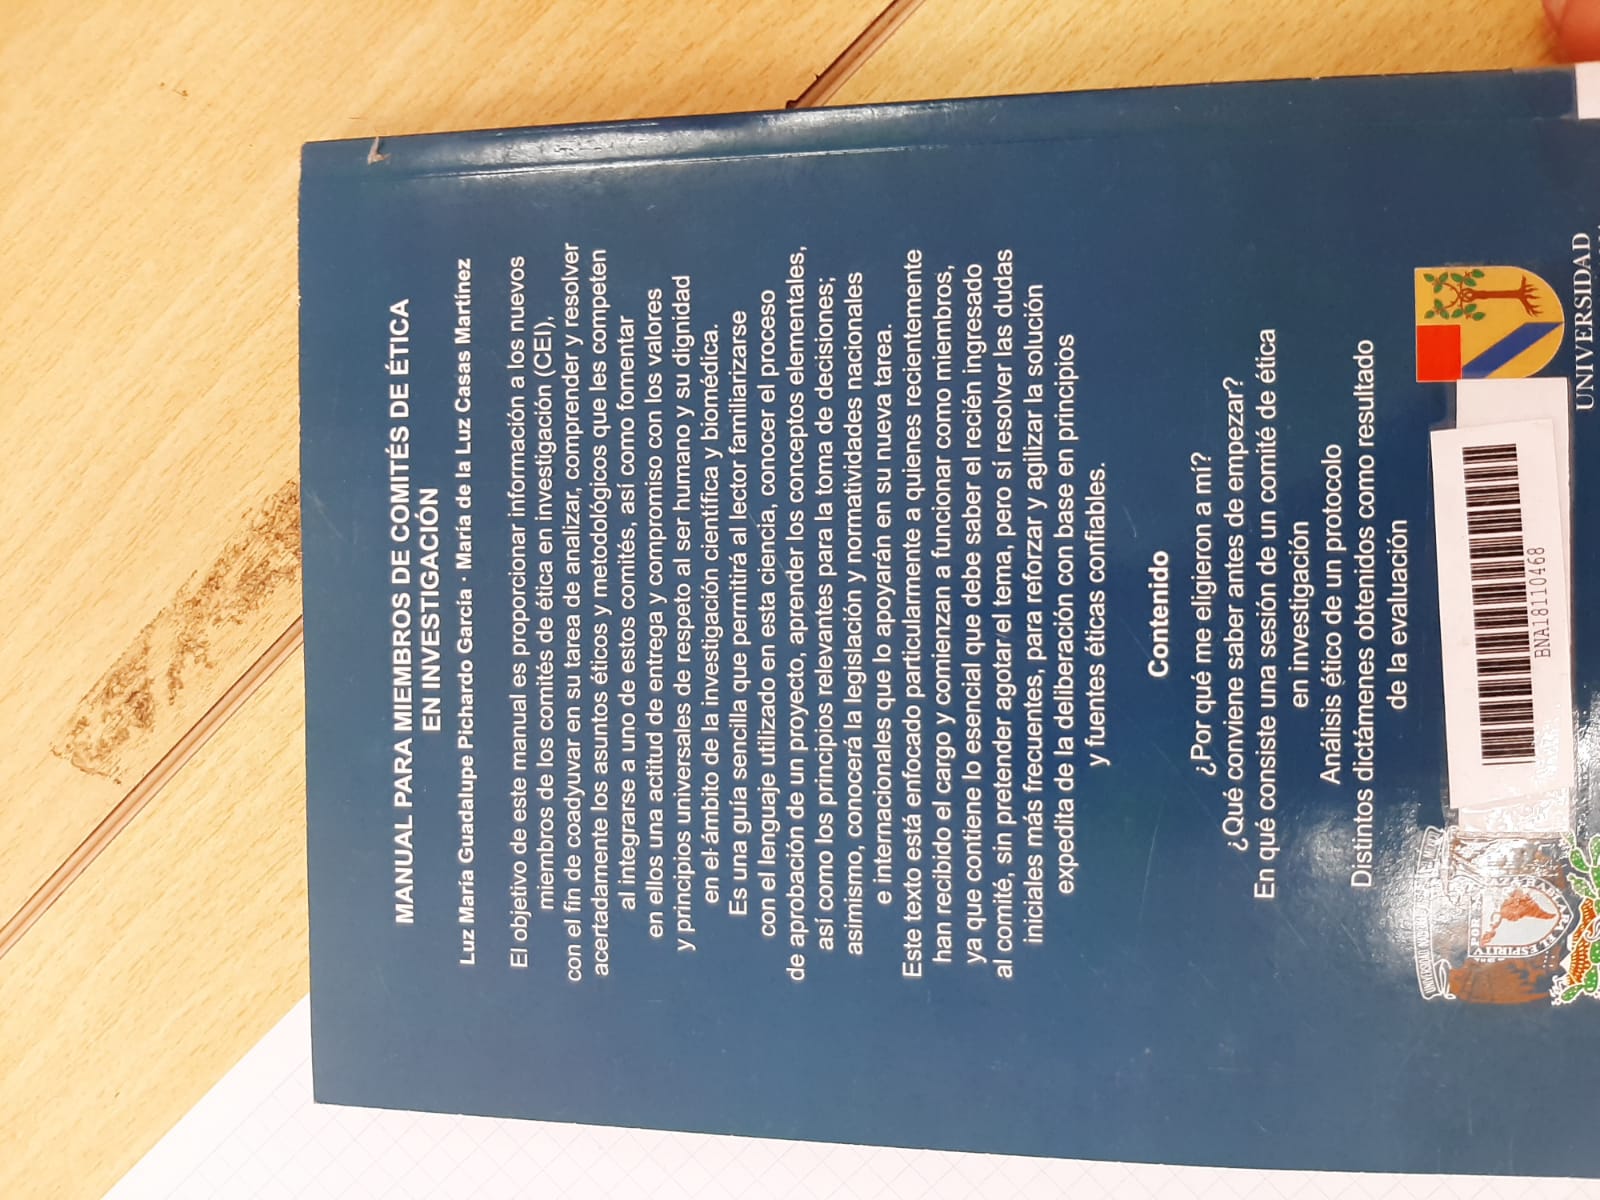 MANUAL PARA MIEMBROS DE COMITÉS DE ÉTICA
EN INVESTIGACIÓN
Luz María Guadalupe Pichardo García · María de la Luz Casas Martínez
El objetivo de este manual es proporcionar información a los nuevos
miembros de los comités de ética en investigación (CEI),
con el fin de coadyuvar en su tarea de analizar, comprender y resolver
acertadamente los asuntos éticos y metodológicos que les competen
al integrarse a uno de estos comités, así como fomentar
en ellos una actitud de entrega y compromiso con los valores
y principios universales de respeto al ser humano y su dignidad
en el ámbito de la investigación científica y biomédica.
Es una guía sencilla que permitirá al lector familiarizarse
con el lenguaje utilizado en esta ciencia, conocer el proceso
de aprobación de un proyecto, aprender los conceptos elementales,
así como los principios relevantes para la toma de decisiones;
asimismo, conocerá la legislación y normatividades nacionales
e internacionales que lo apoyarán en su nueva tarea.
Este texto está enfocado particularmente a quienes recientemente
han recibido el cargo y comienzan a funcionar como miembros,
ya que contiene lo esencial que debe saber el recién ingresado
al comité, sin pretender agotar el tema, pero sí resolver las dudas
iniciales más frecuentes, para reforzar y agilizar la solución
expedita de la deliberación con base en principios
y fuentes éticas confiables.
Contenido
¿Por qué me eligieron a mí?
¿Qué conviene saber antes de empezar?
En qué consiste una sesión de un comité de ética
en investigación
Análisis ético de un protocolo
Distintos dictámenes obtenidos como resultado
de la evaluación
UNIVERSIDAD
POR
HABLARA EL ESPIRITV
BNA18110468
UNIVERSIDAD